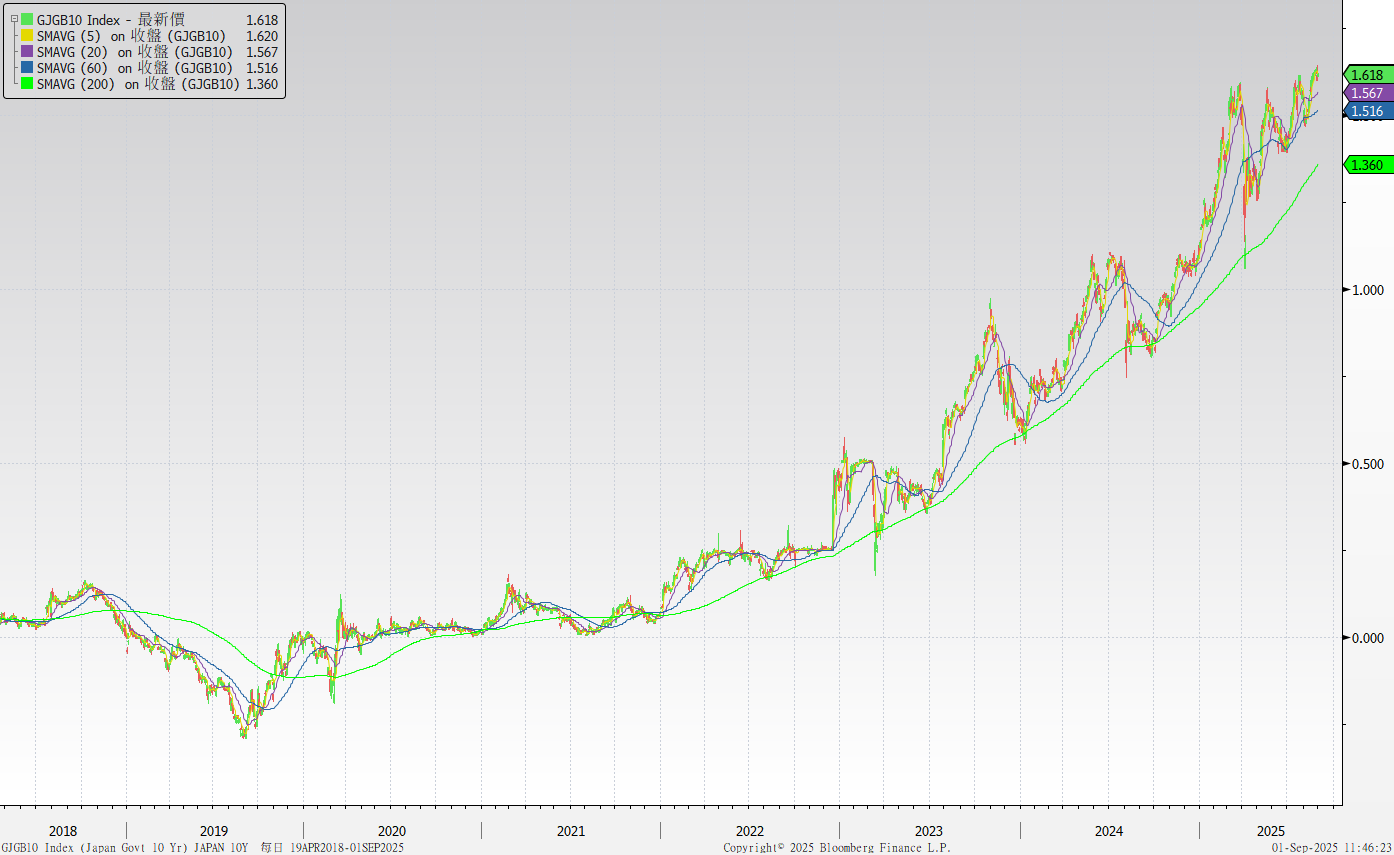 GJGB10 Index - 最新價 1.618
SMAVG (5) on 收盤 (GJGB10) 1.620
SMAVG (20) on 收盤 (GJGB10) 1.567
SMAVG (60) on 收盤 (GJGB10) 1.516
SMAVG (200) on 收盤 (GJGB10) 1.360
1.618
1.567
1.516
1.360
1.000
0.500
0.000
2018 2019 2020 2021 2022 2023 2024 2025
GJGB10 Index (Japan Govt 10 Yr) JAPAN 10Y 每日 19APR2018-01SEP2025 Copyright© 2025 Bloomberg Finance L.P. 01-Sep-2025 11:46:23